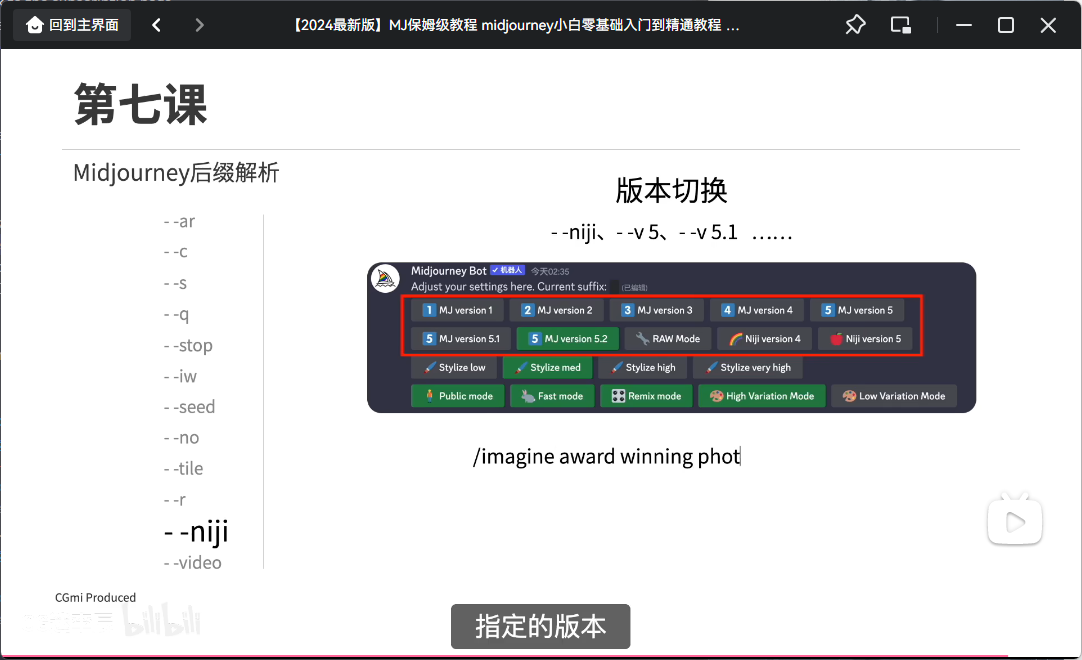 回到主界面
【2024最新版】MJ保姆级教程 midjourney小白零基础入门到精通教程 ...
第七课
Midjourney后缀解析
- -ar
- -c
- -s
- -q
- -stop
- -iw
- -seed
- -no
- -tile
- -r
- -niji
- -video
版本切换
- -niji、- -v 5、- -v 5.1 ……
Midjourney Bot ✓ 机器人 今天02:35
Adjust your settings here. Current suffix: (已编辑)
1 MJ version 1 2 MJ version 2 3 MJ version 3 4 MJ version 4 5 MJ version 5
5 MJ version 5.1 5 MJ version 5.2 RAW Mode Niji version 4 Niji version 5
Stylize low Stylize med Stylize high Stylize very high
Public mode Fast mode Remix mode High Variation Mode Low Variation Mode
/imagine award winning phot
CGmi Produced
bilibili
指定的版本